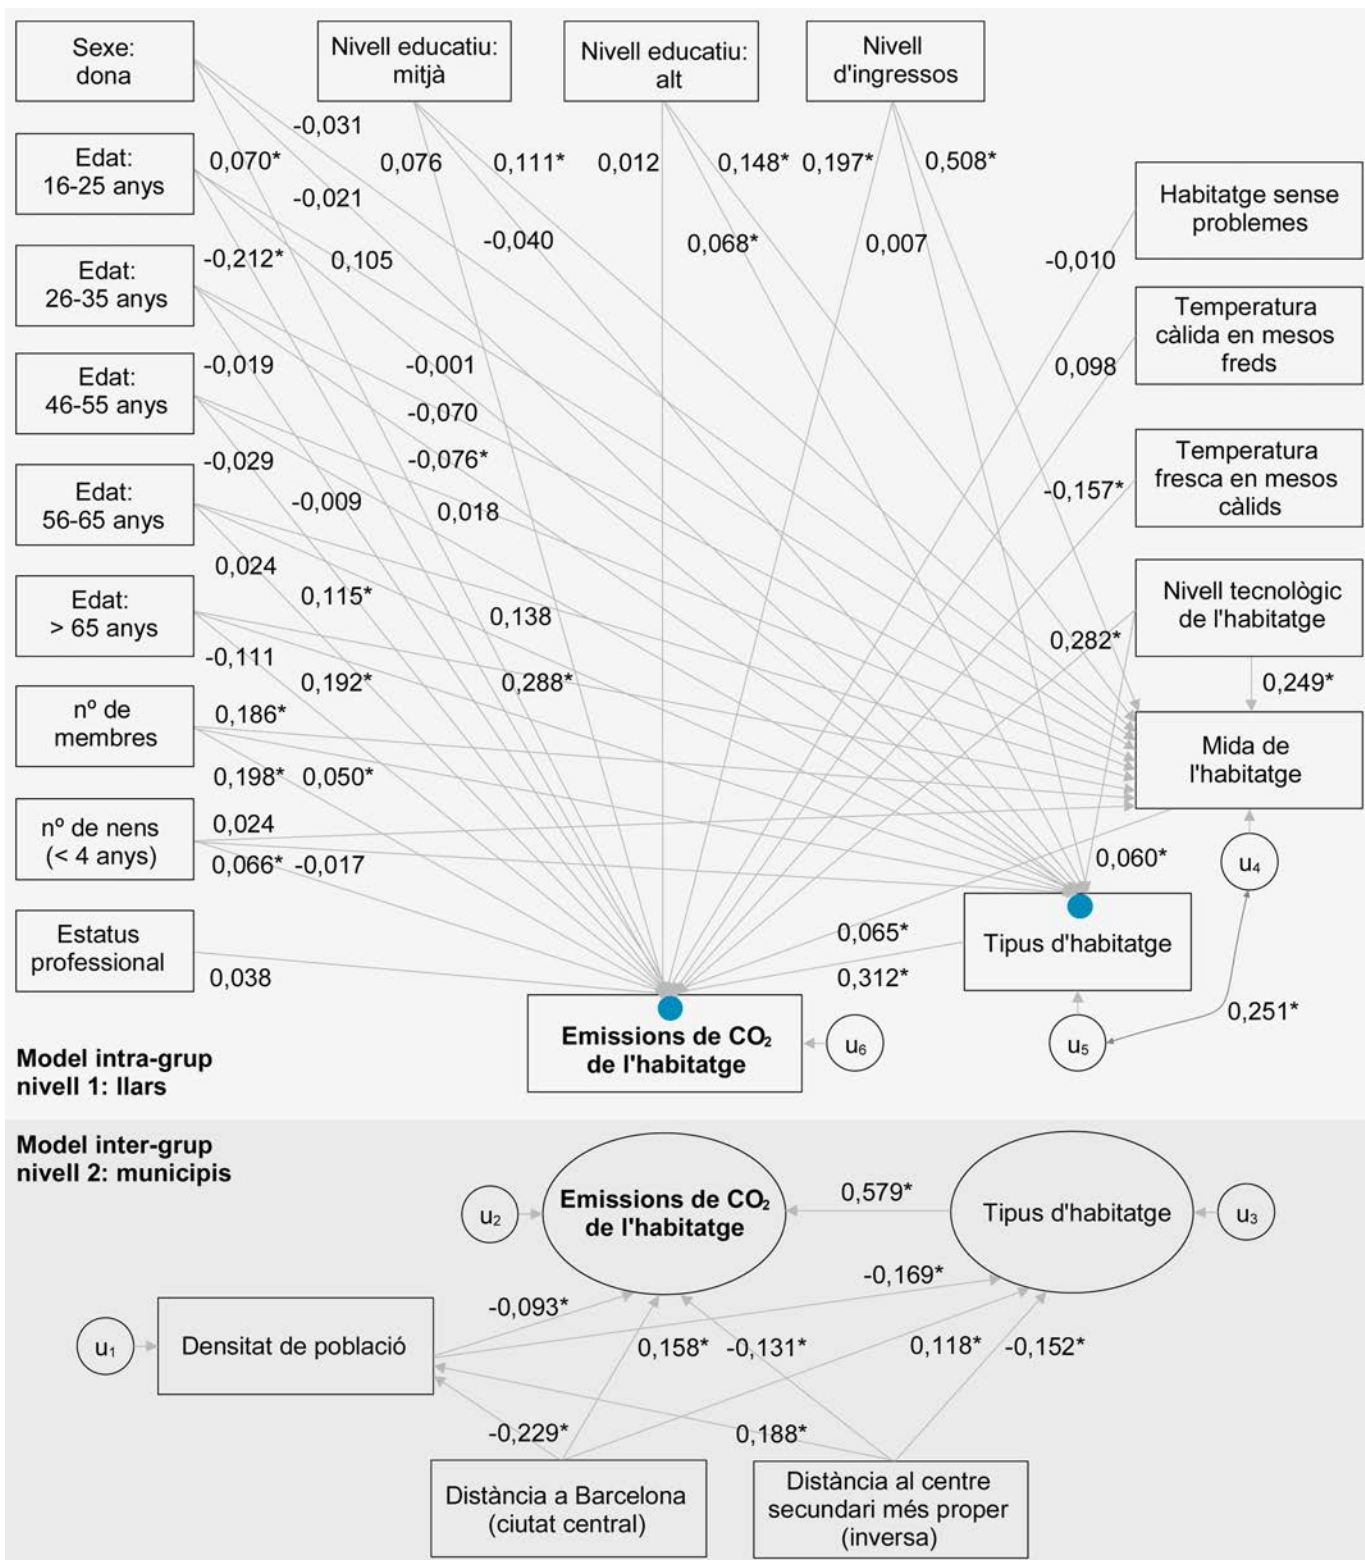 Sexe:
dona
Nivell educatiu:
mitjà
Nivell educatiu:
alt
Nivell
d'ingressos
-0,031
Edat:
16-25 anys
0,070*
0,076
0,111*
0,012
0,148*
0,197*
0,508*
-0,021
Habitatge sense
problemes
-0,040
0,068*
0,007
-0,212*
0,105
-0,010
Edat:
26-35 anys
Temperatura
càlida en mesos
freds
-0,019
-0,001
0,098
Edat:
46-55 anys
-0,070
-0,029
-0,076*
Temperatura
fresca en mesos
càlids
-0,157*
Edat:
56-65 anys
-0,009
0,018
0,024
0,115*
0,138
Edat:
> 65 anys
Nivell tecnològic
de l'habitatge
0,282*
-0,111
0,192*
0,288*
0,249*
nº de
membres
0,186*
Mida de
l'habitatge
0,198*
0,050*
nº de nens
(< 4 anys)
0,024
0,066*
-0,017
0,060*
u4
Estatus
professional
0,038
0,065*
Tipus d'habitatge
0,312*
0,251*
Emissions de CO2
de l'habitatge
u6
u5
Model intra-grup
nivell 1: llars
Model inter-grup
nivell 2: municipis
u2
Emissions de CO2
de l'habitatge
0,579*
Tipus d'habitatge
u3
-0,169*
-0,093*
u1
Densitat de població
0,158*
-0,131*
0,118*
-0,152*
-0,229*
0,188*
Distància a Barcelona
(ciutat central)
Distància al centre
secundari més proper
(inversa)